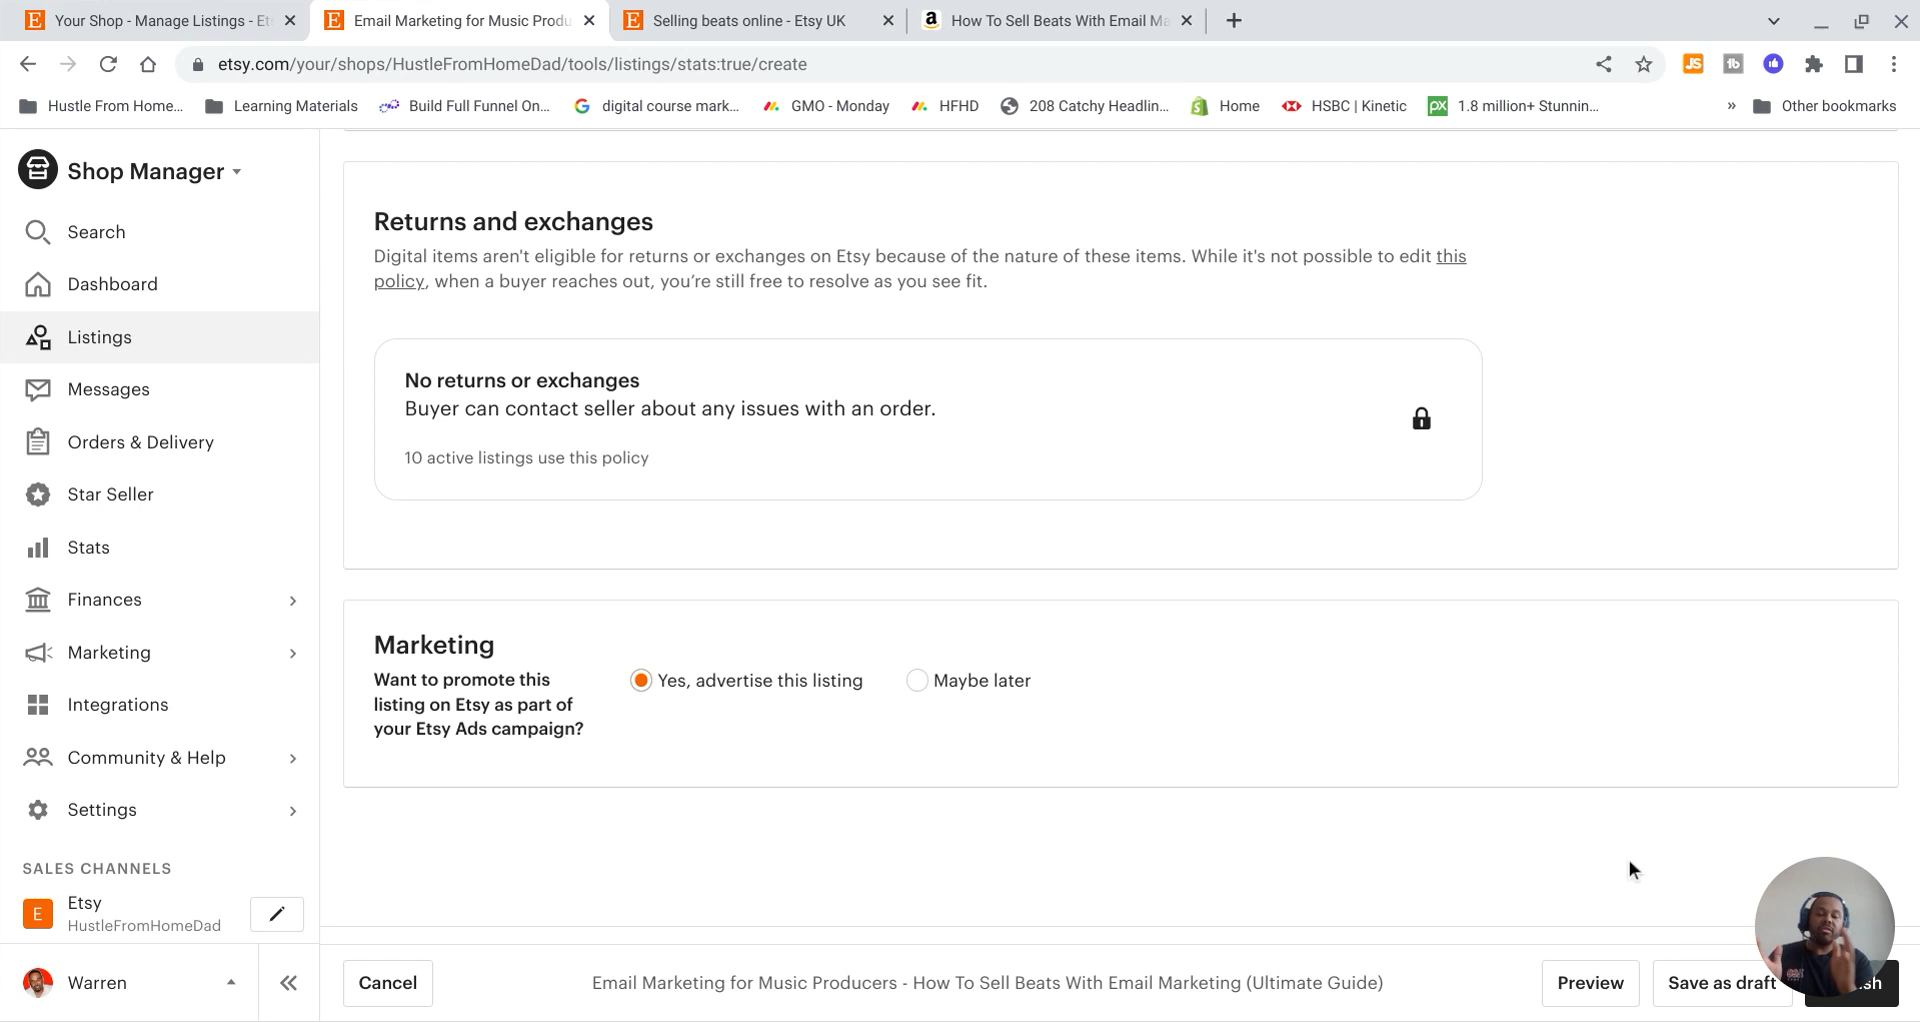 Your Shop - Manage Listings - Et
Email Marketing for Music Produ
Selling beats online - Etsy UK
How To Sell Beats With Email Ma
etsy.com/your/shops/HustleFromHomeDad/tools/listings/stats:true/create
Hustle From Home...
Learning Materials
Build Full Funnel On...
digital course mark...
GMO - Monday
HFHD
208 Catchy Headlin...
Home
HSBC | Kinetic
1.8 million+ Stunnin...
»
Other bookmarks
Shop Manager
Search
Dashboard
Listings
Messages
Orders & Delivery
Star Seller
Stats
Finances
Marketing
Integrations
Community & Help
Settings
SALES CHANNELS
E
Etsy
HustleFromHomeDad
Warren
Returns and exchanges
Digital items aren't eligible for returns or exchanges on Etsy because of the nature of these items. While it's not possible to edit this
policy, when a buyer reaches out, you’re still free to resolve as you see fit.
No returns or exchanges
Buyer can contact seller about any issues with an order.
10 active listings use this policy
Marketing
Want to promote this
listing on Etsy as part of
your Etsy Ads campaign?
Yes, advertise this listing
Maybe later
Cancel
Email Marketing for Music Producers - How To Sell Beats With Email Marketing (Ultimate Guide)
Preview
Save as draft
sh